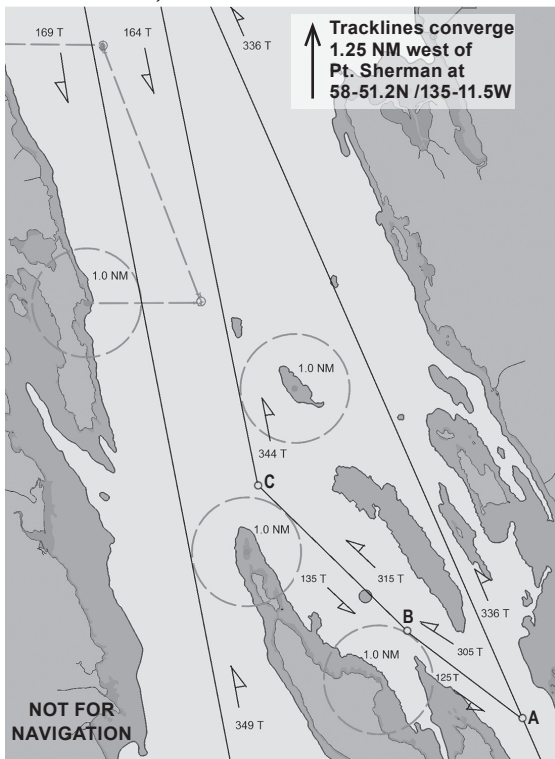 169 T
164 T
336 T
Tracklines converge
1.25 NM west of
Pt. Sherman at
58-51.2N /135-11.5W
1.0 NM
1.0 NM
344 T
C
1.0 NM
135 T
315 T
336 T
B
305 T
1.0 NM
125 T
349 T
A
NOT FOR
NAVIGATION